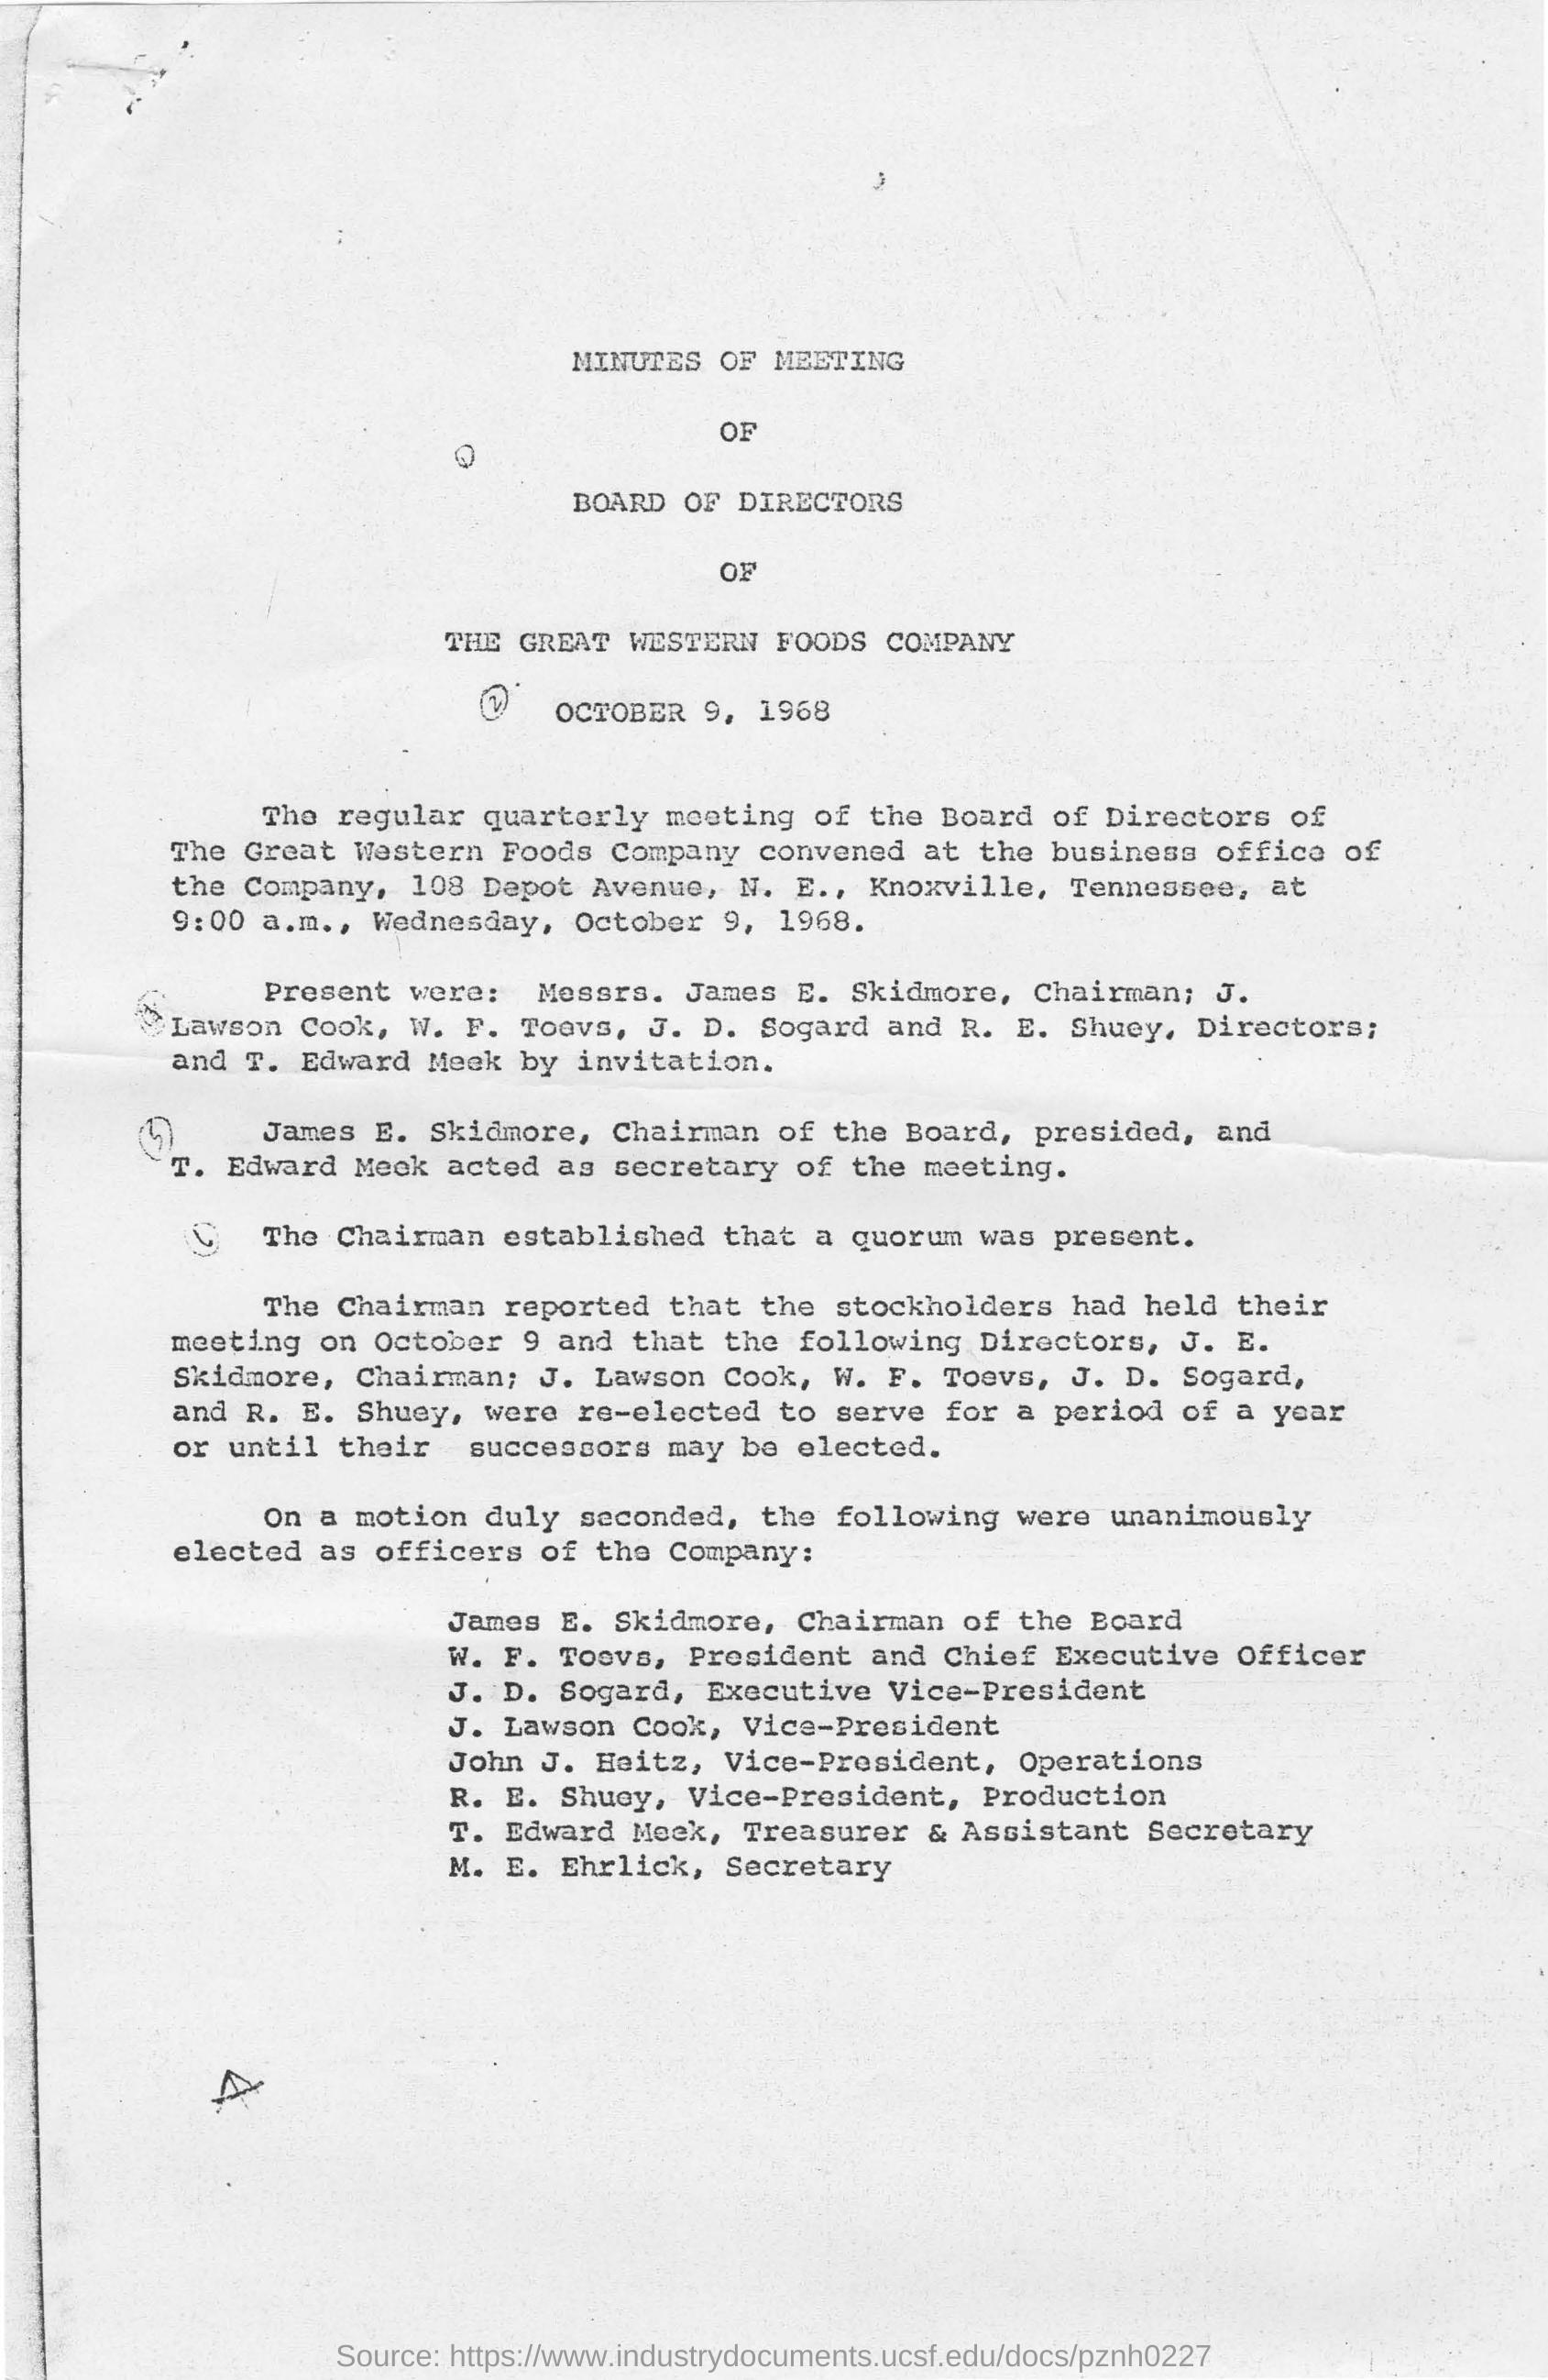 MINUTES OF MEETING
OF
BOARD OF DIRECTORS
OF
THE GREAT WESTERN FOODS COMPANY
2 OCTOBER 9, 1968
The regular quarterly meeting of the Board of Directors of
The Great Western Foods Company convened at the business office of
the Company, 108 Depot Avenue, N. E., Knoxville, Tennessee, at
9:00 a.m., Wednesday, October 9, 1968.
Present were: Messrs. James E. Skidmore, Chairman; J.
Lawson Cook, W. F. Toevs, J. D. Sogard and R. E. Shuey, Directors;
and T. Edward Meek by invitation.
James E. Skidmore, Chairman of the Board, presided, and
T. Edward Meek acted as secretary of the meeting.
The Chairman established that a quorum was present.
The Chairman reported that the stockholders had held their
meeting on October 9 and that the following Directors, J. E.
Skidmore, Chairman; J. Lawson Cook, W. F. Toevs, J. D. Sogard,
and R. E. Shuey, were re-elected to serve for a period of a year
or until their successors may be elected.
On a motion duly seconded, the following were unanimously
elected as officers of the Company:
James E. Skidmore, Chairman of the Board
W. F. Toevs, President and Chief Executive Officer
J. D. Sogard, Executive Vice-President
J. Lawson Cook, Vice-President
John J. Heitz, Vice-President, Operations
R. E. Shuey, Vice-President, Production
T. Edward Meek, Treasurer & Assistant Secretary
M. E. Ehrlick, Secretary
Source: https://www.industrydocuments.ucsf.edu/docs/pznh0227